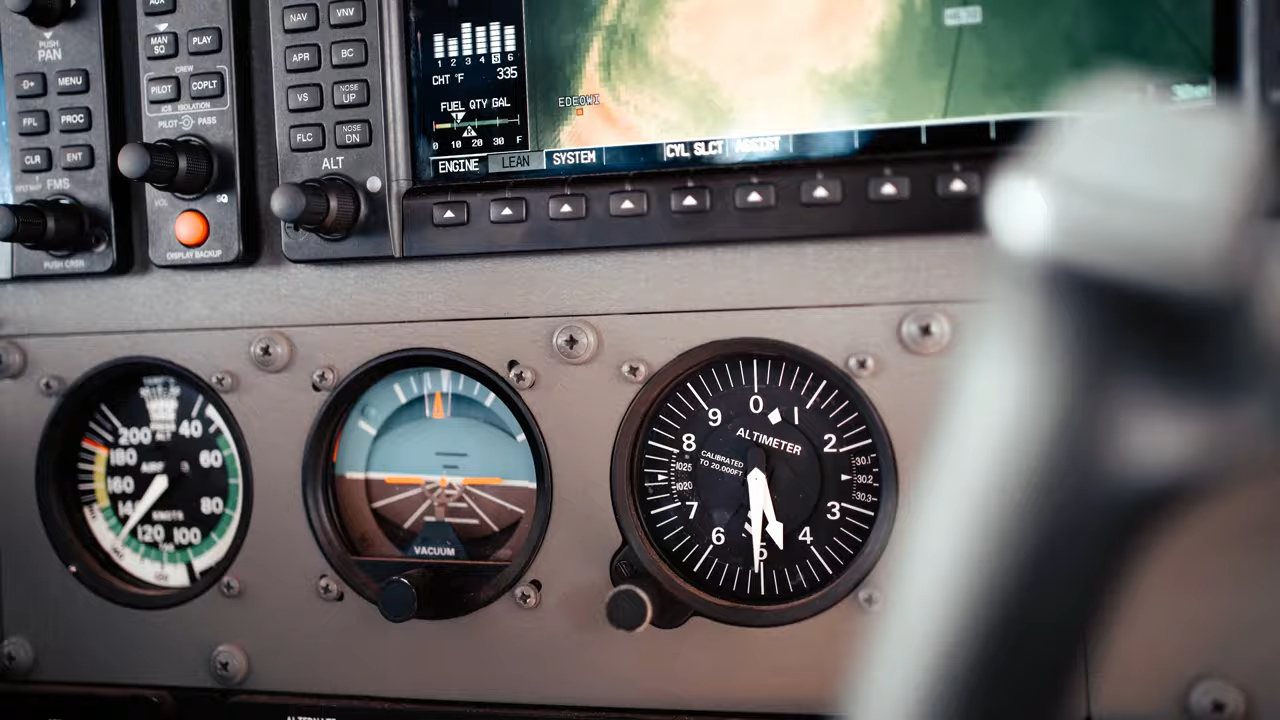 AUX
PUSH
PAN
D
MENU
FPL
PROC
CLR
ENT
FMS
PUSH CRSR
MAN
SQ
PLAY
CREW
PILOT
COPLT
ICS ISOLATION
PILOT
PASS
VOL
SQ
DISPLAY BACKUP
NAV
VNV
APR
BC
VS
NOSE
UP
FLC
NOSE
DN
ALT
1 2 3 4 5 6
CHT °F 335
FUEL QTY GAL
0 10 20 30 F
EDEOWI
ENGINE LEAN SYSTEM CYL SLCT ASSIST
200
40
180
60
160
80
140
120
100
KNOTS
VACUUM
0
1
2
3
4
5
6
7
8
9
ALTIMETER
CALIBRATED
TO 20,000FT
1025
1020
30.1
30.2
30.3